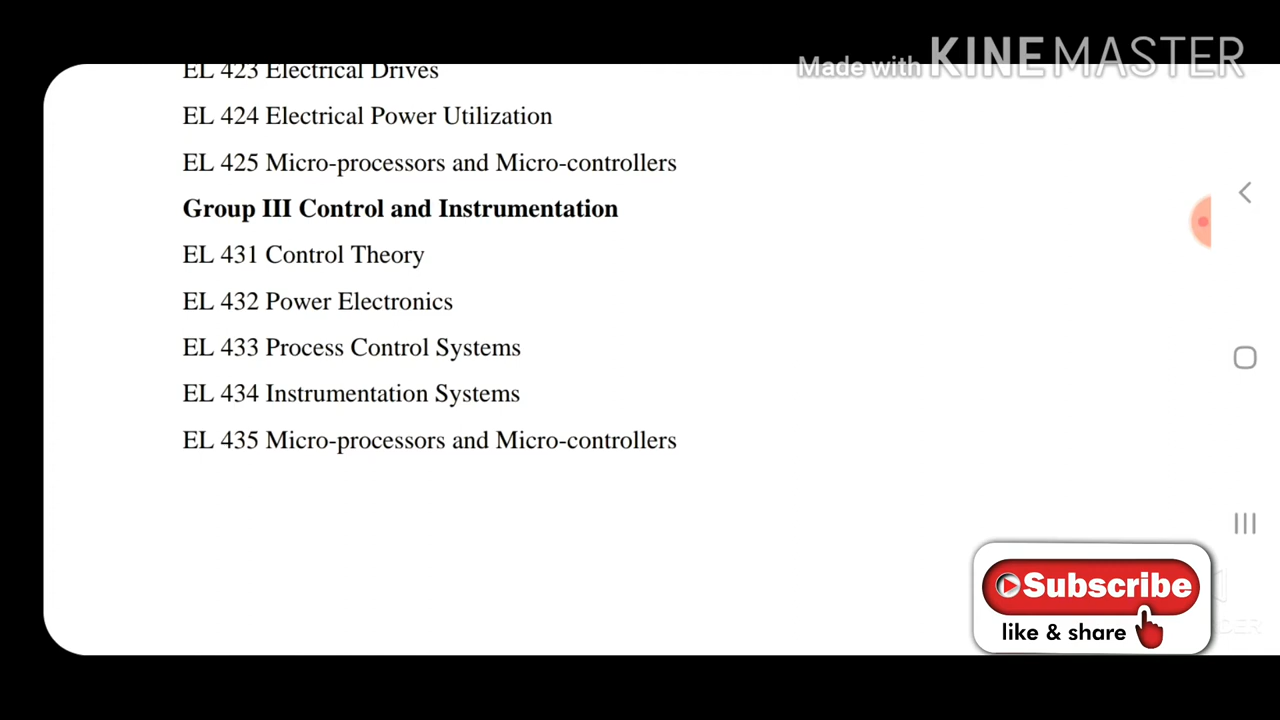 Made with KINEMASTER
EL 423 Electrical Drives
EL 424 Electrical Power Utilization
EL 425 Micro-processors and Micro-controllers
Group III Control and Instrumentation
EL 431 Control Theory
EL 432 Power Electronics
EL 433 Process Control Systems
EL 434 Instrumentation Systems
EL 435 Micro-processors and Micro-controllers
Subscribe
like & share